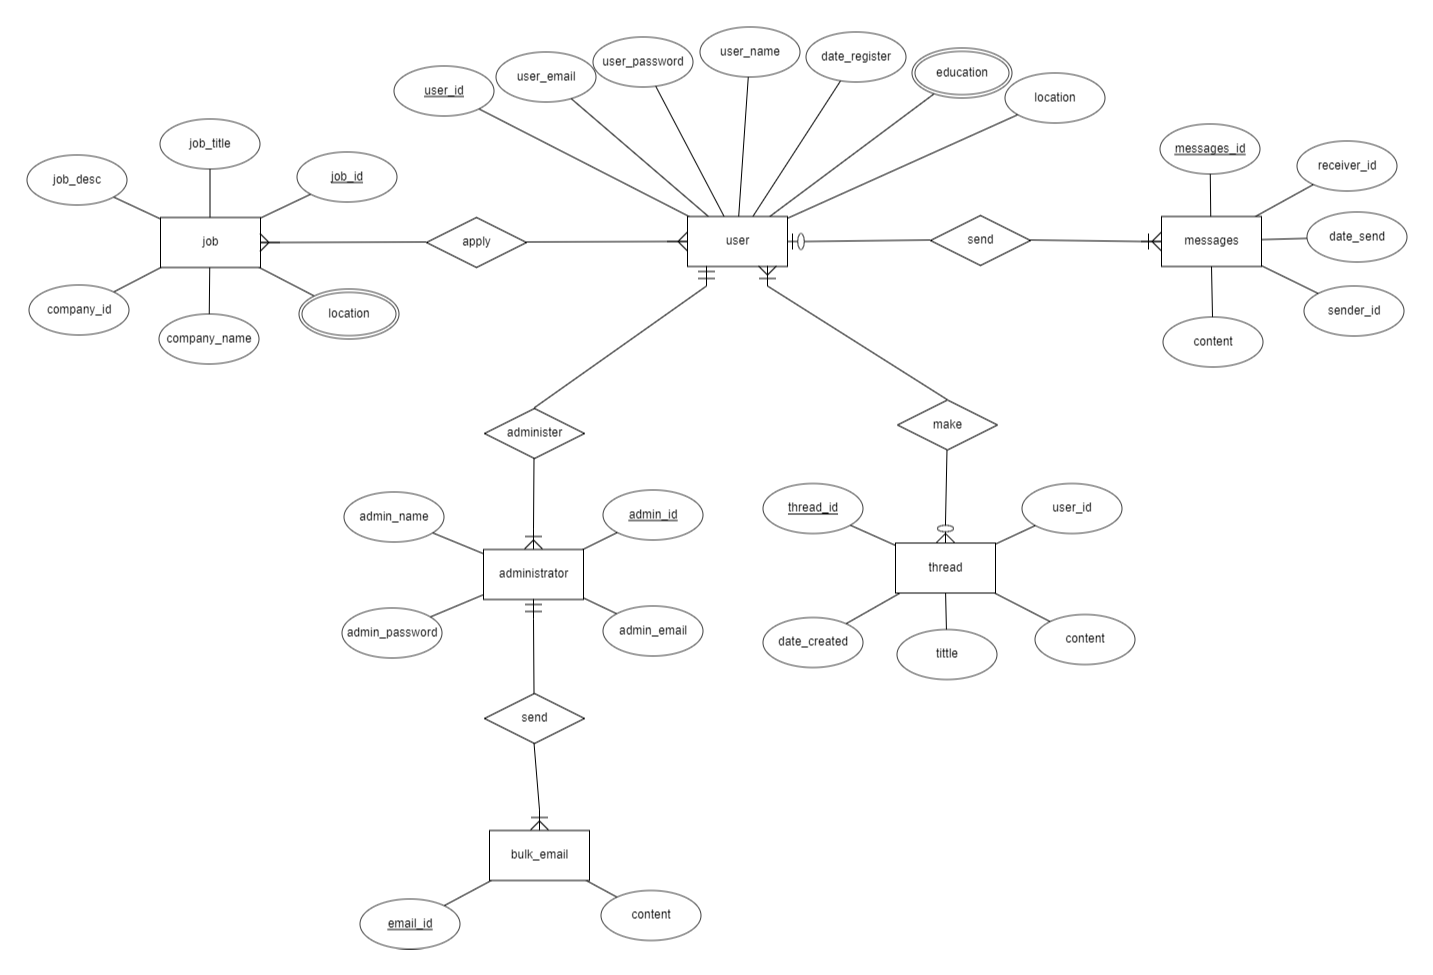 user_name
user_password
date_register
user_email
education
user_id
location
job_title
messages_id
receiver_id
job_desc
job_id
job
apply
user
send
messages
date_send
company_id
location
company_name
sender_id
content
administer
make
admin_name
admin_id
thread_id
user_id
administrator
thread
admin_password
admin_email
date_created
tittle
content
send
bulk_email
email_id
content